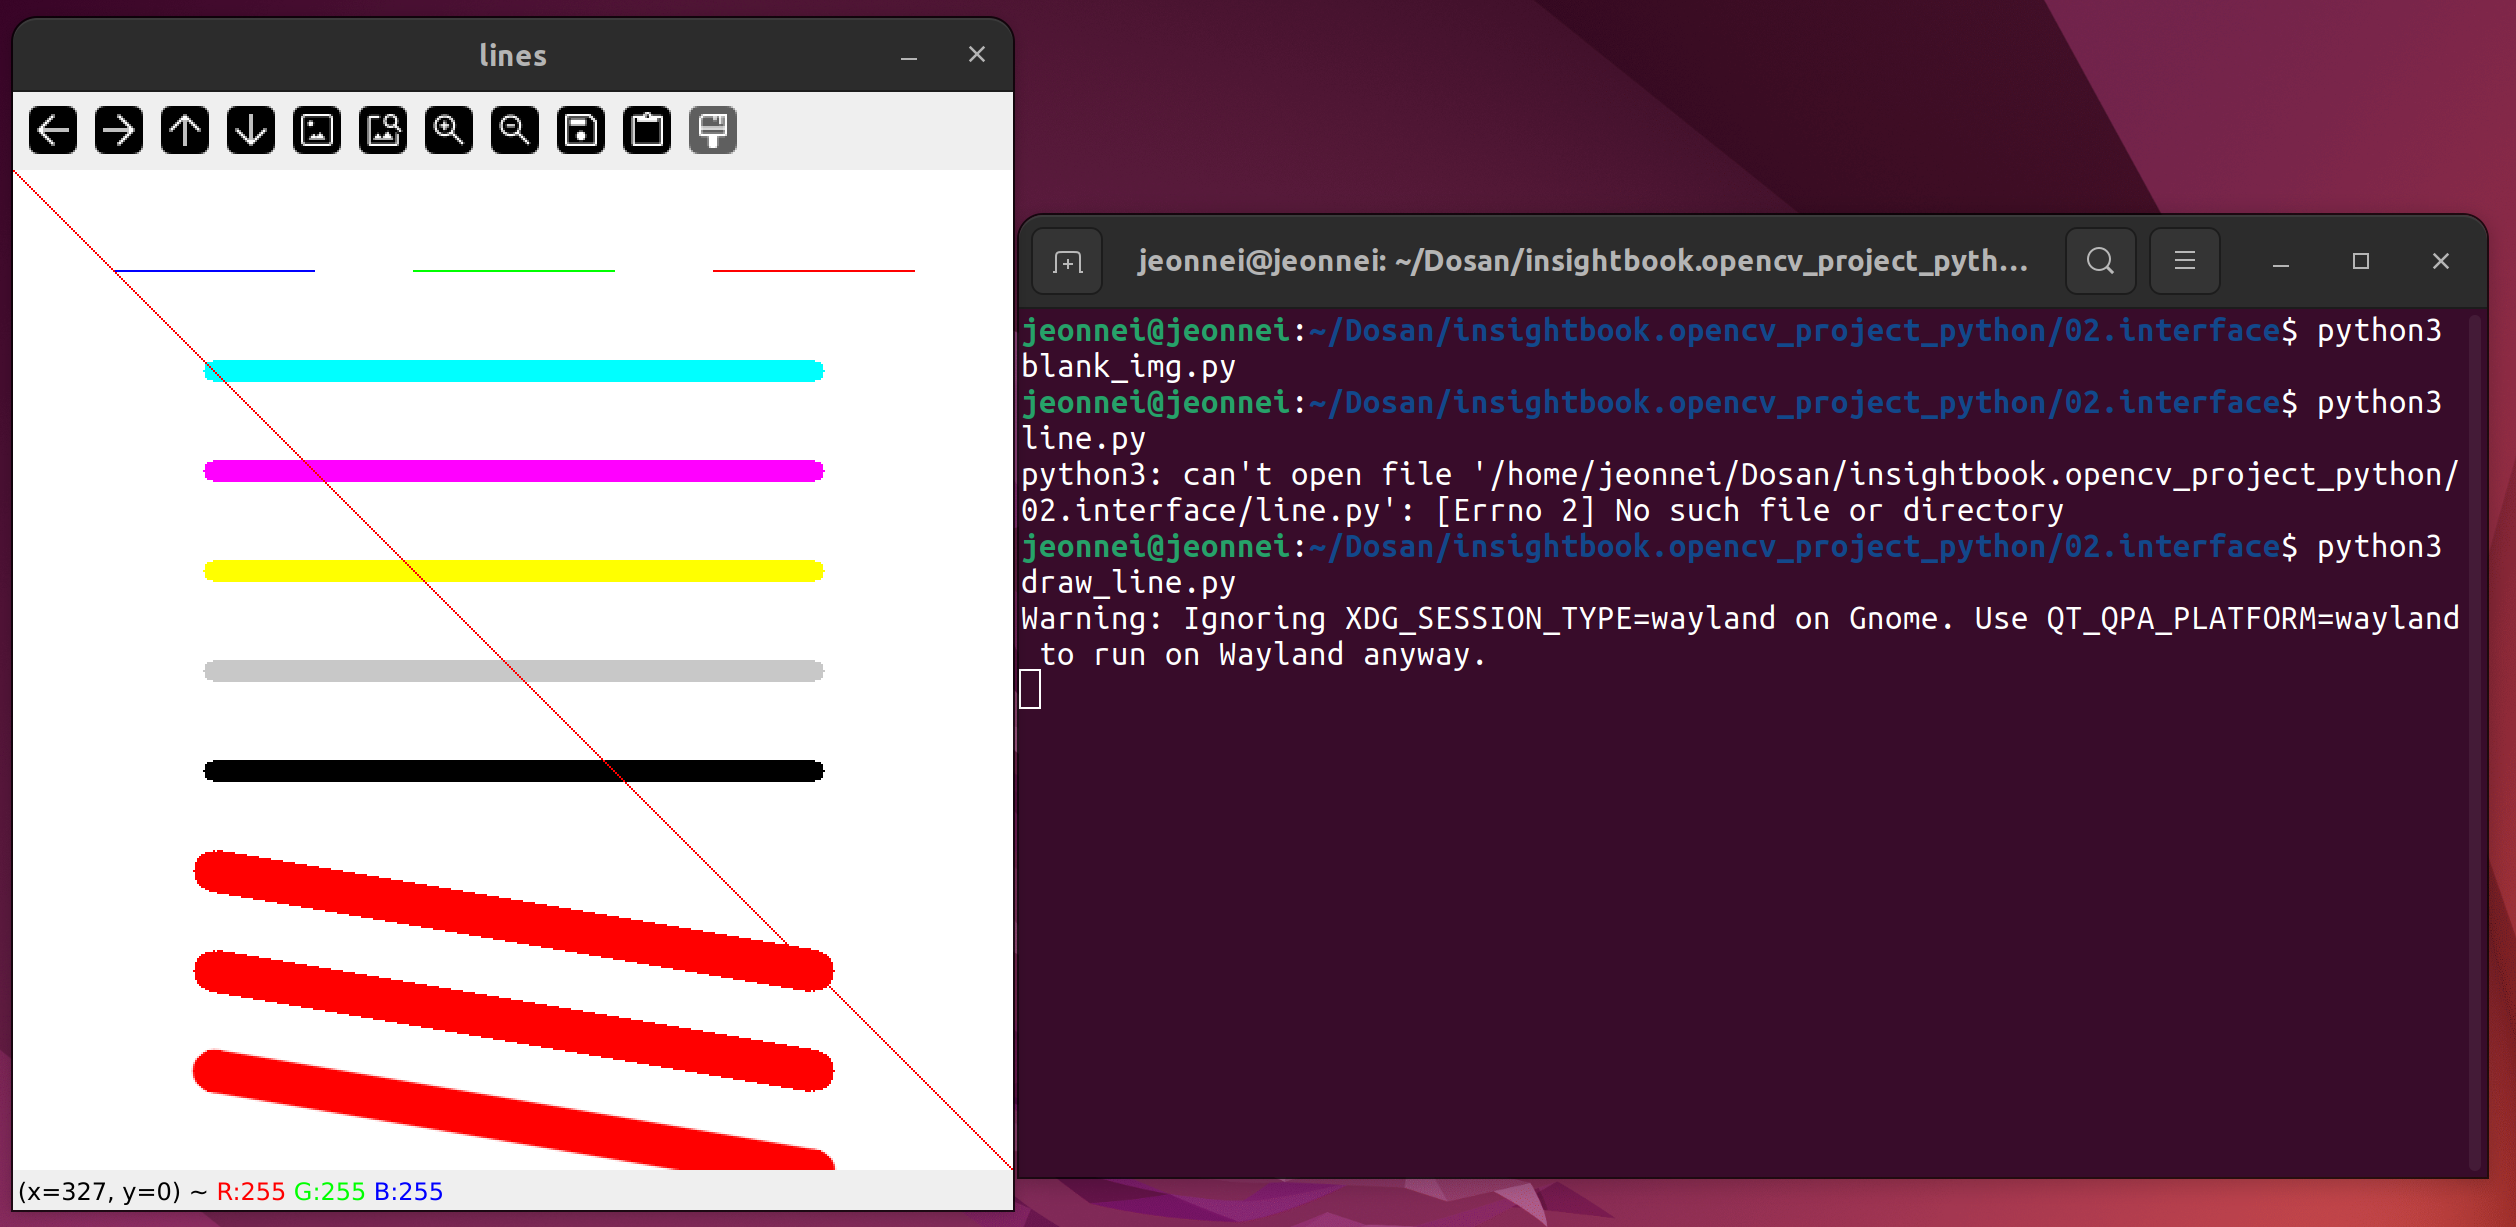 lines
(x=327, y=0) ~ R:255 G:255 B:255
jeonnei@jeonnei: ~/Dosan/insightbook.opencv_project_pyth…
jeonnei@jeonnei:~/Dosan/insightbook.opencv_project_python/02.interface$ python3
blank_img.py
jeonnei@jeonnei:~/Dosan/insightbook.opencv_project_python/02.interface$ python3
line.py
python3: can't open file '/home/jeonnei/Dosan/insightbook.opencv_project_python/
02.interface/line.py': [Errno 2] No such file or directory
jeonnei@jeonnei:~/Dosan/insightbook.opencv_project_python/02.interface$ python3
draw_line.py
Warning: Ignoring XDG_SESSION_TYPE=wayland on Gnome. Use QT_QPA_PLATFORM=wayland
 to run on Wayland anyway.